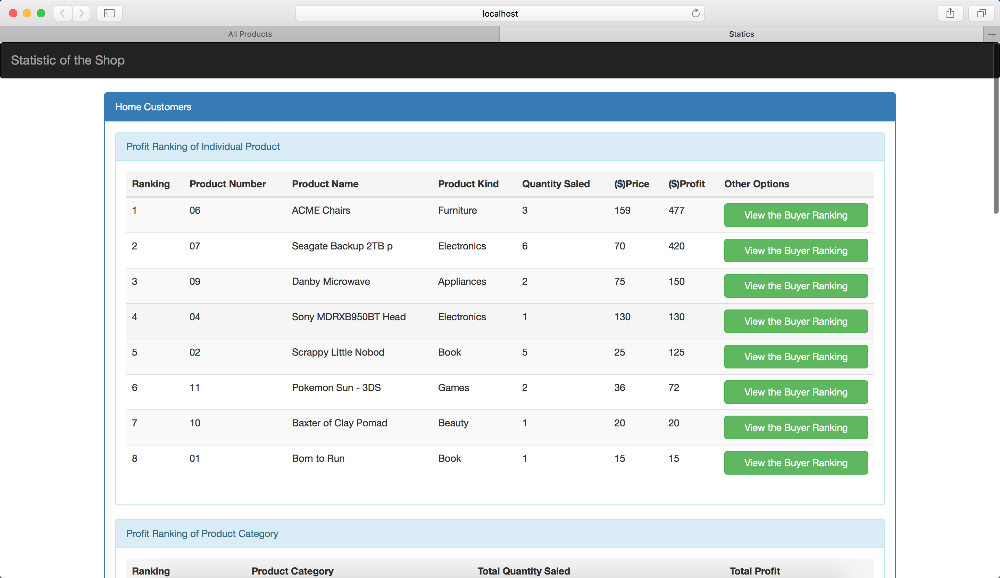 localhost
All Products Statics
Statistic of the Shop
Home Customers
Profit Ranking of Individual Product
Ranking Product Number Product Name Product Kind Quantity Saled ($)Price ($)Profit Other Options
1 06 ACME Chairs Furniture 3 159 477 View the Buyer Ranking
2 07 Seagate Backup 2TB p Electronics 6 70 420 View the Buyer Ranking
3 09 Danby Microwave Appliances 2 75 150 View the Buyer Ranking
4 04 Sony MDRXB950BT Head Electronics 1 130 130 View the Buyer Ranking
5 02 Scrappy Little Nobod Book 5 25 125 View the Buyer Ranking
6 11 Pokemon Sun - 3DS Games 2 36 72 View the Buyer Ranking
7 10 Baxter of Clay Pomad Beauty 1 20 20 View the Buyer Ranking
8 01 Born to Run Book 1 15 15 View the Buyer Ranking
Profit Ranking of Product Category
Ranking Product Category Total Quantity Saled Total Profit